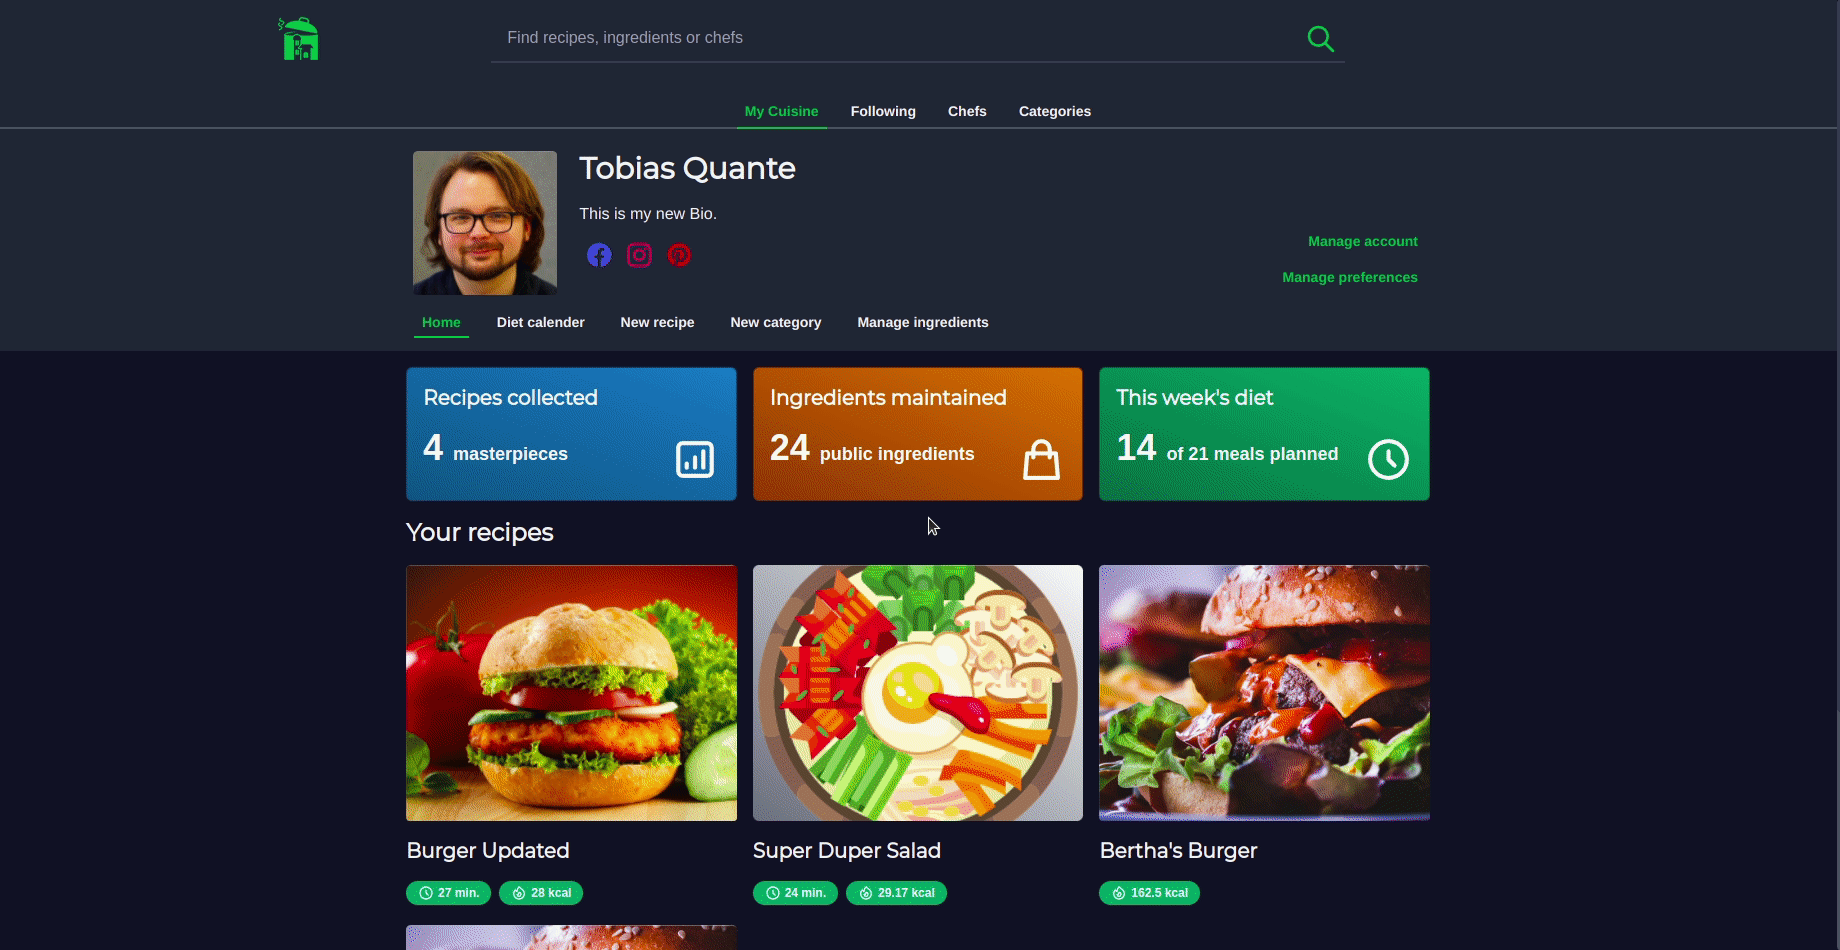 Find recipes, ingredients or chefs
My Cuisine Following Chefs Categories
Tobias Quante
This is my new Bio.
Manage account
Manage preferences
Home Diet calender New recipe New category Manage ingredients
Recipes collected
4 masterpieces
Ingredients maintained
24 public ingredients
This week's diet
14 of 21 meals planned
Your recipes
Burger Updated
27 min. 28 kcal
Super Duper Salad
24 min. 29.17 kcal
Bertha's Burger
162.5 kcal